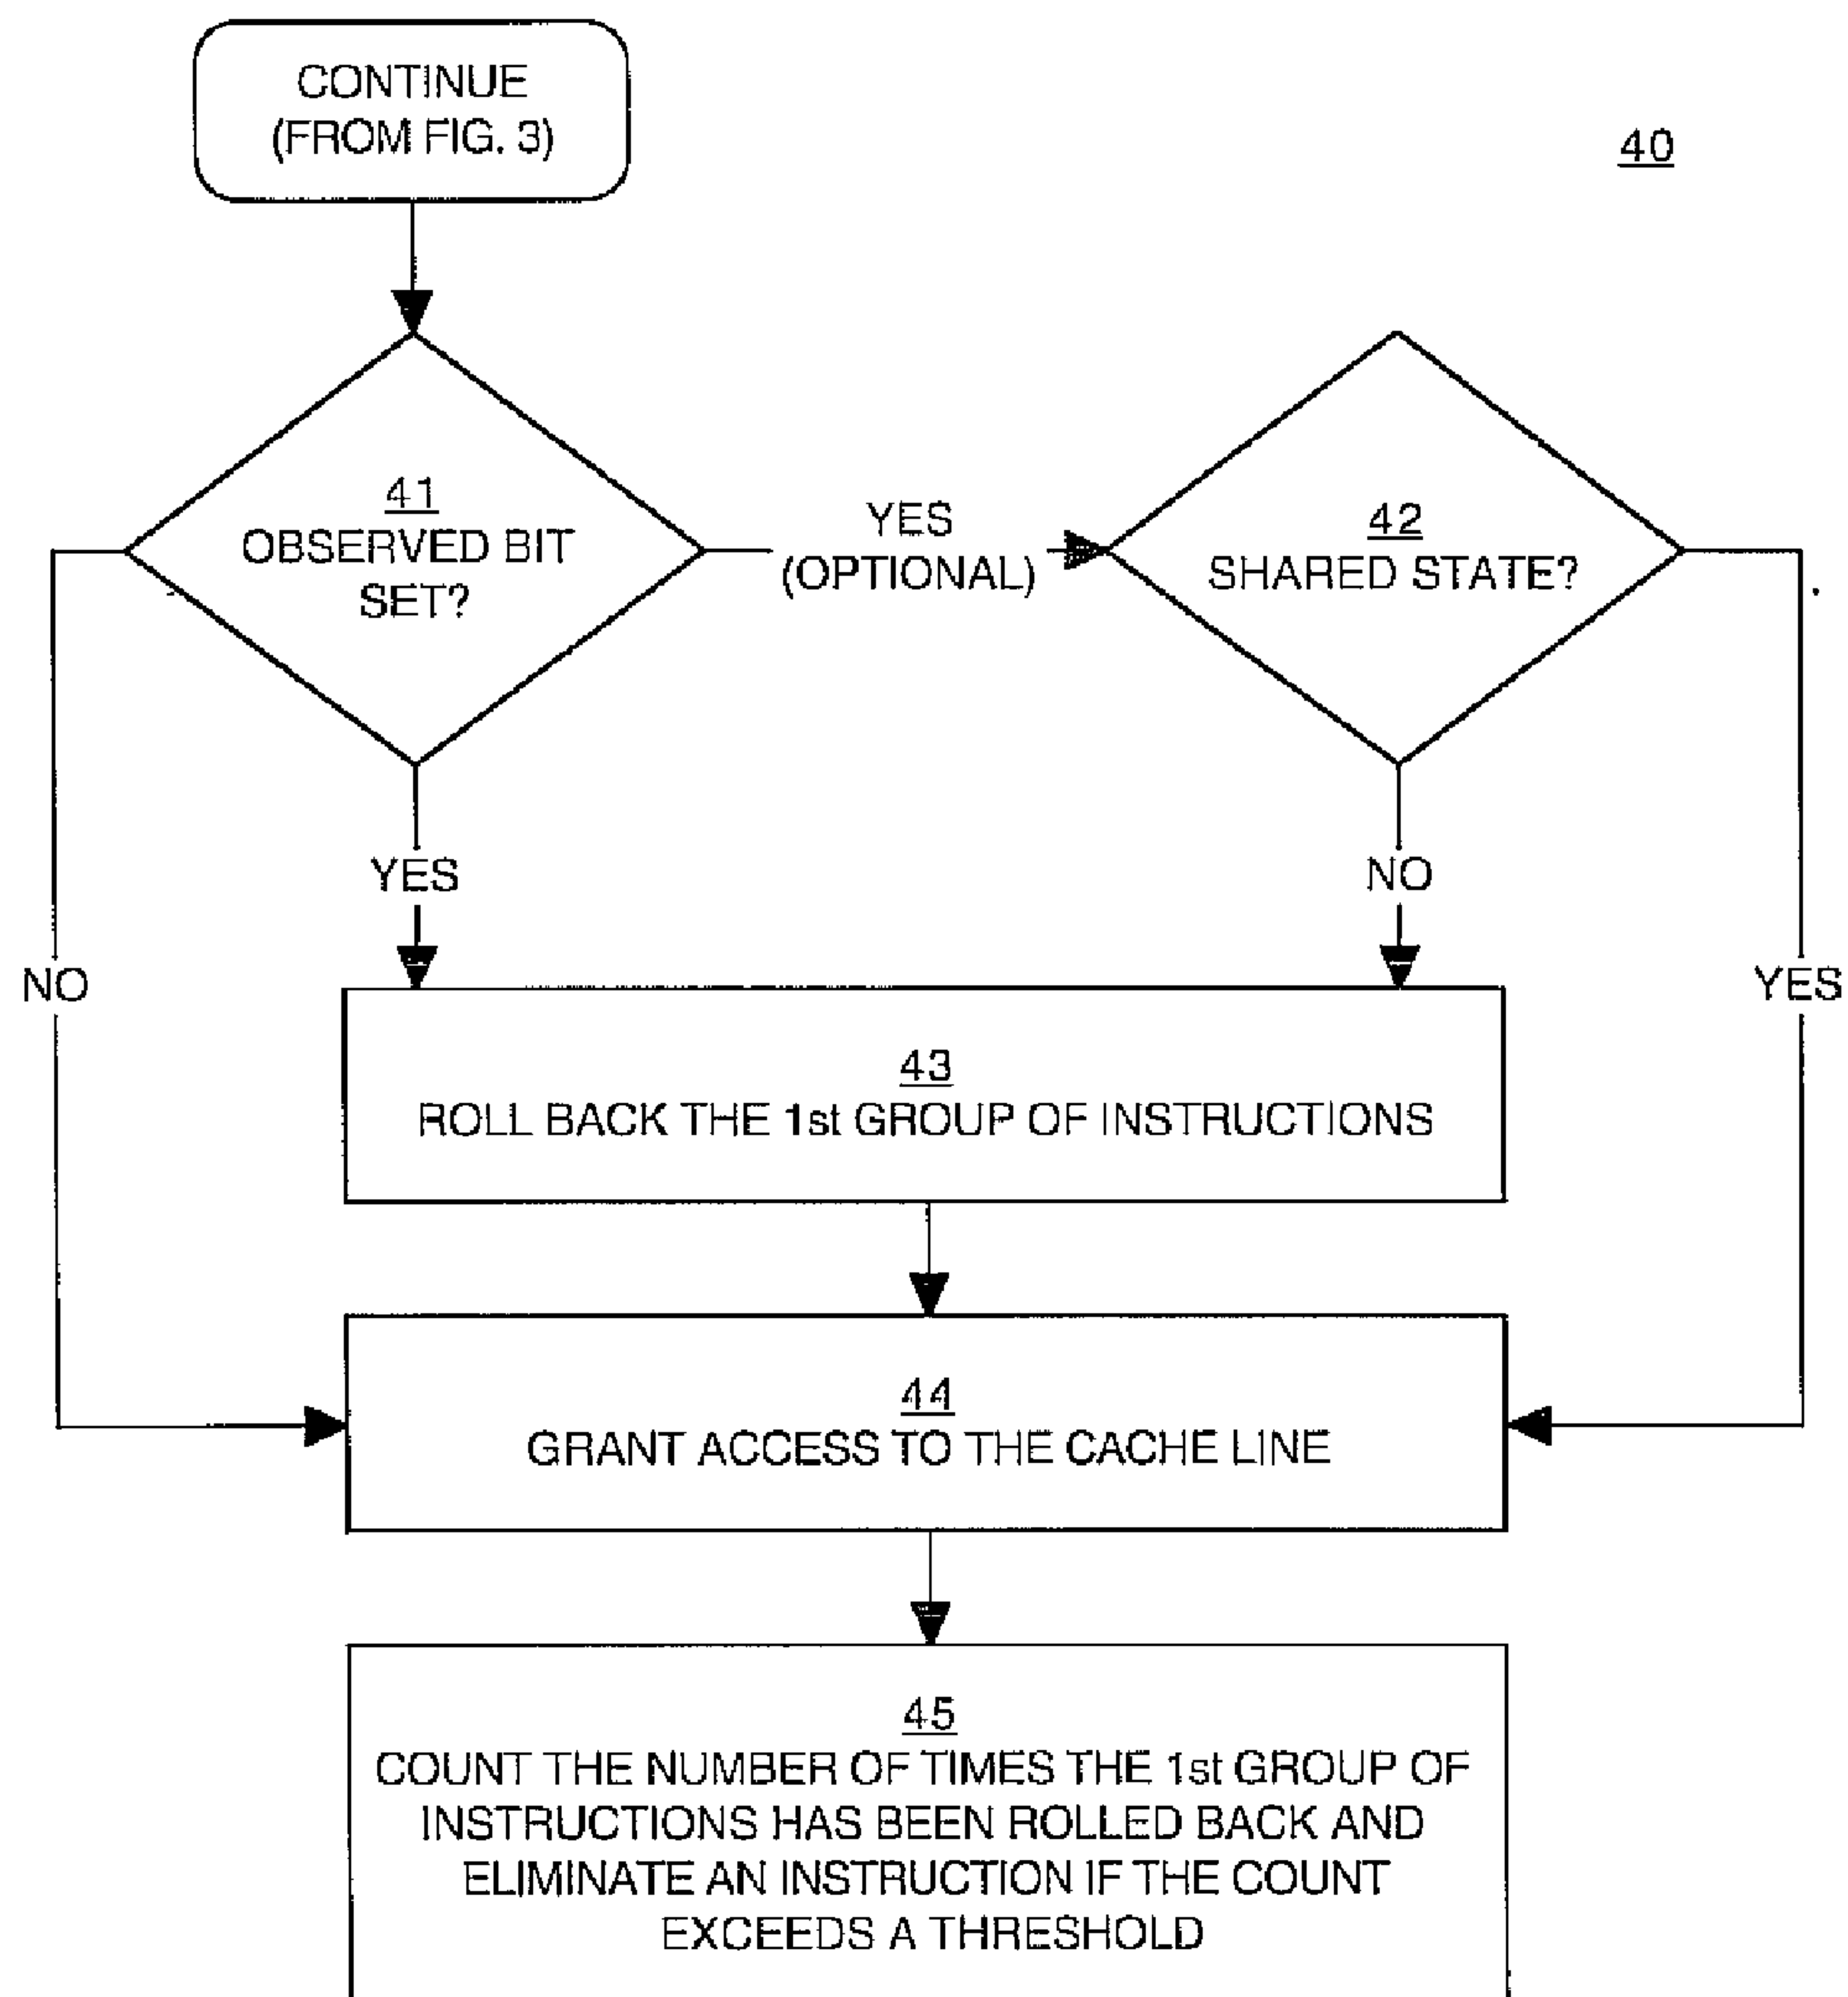 CONTINUE
(FROM FIG. 3)
40
41
OBSERVED BIT
SET?
YES
(OPTIONAL)
42
SHARED STATE?
YES
NO
NO
YES
43
ROLL BACK THE 1st GROUP OF INSTRUCTIONS
44
GRANT ACCESS TO THE CACHE LINE
45
COUNT THE NUMBER OF TIMES THE 1st GROUP OF
INSTRUCTIONS HAS BEEN ROLLED BACK AND
ELIMINATE AN INSTRUCTION IF THE COUNT
EXCEEDS A THRESHOLD